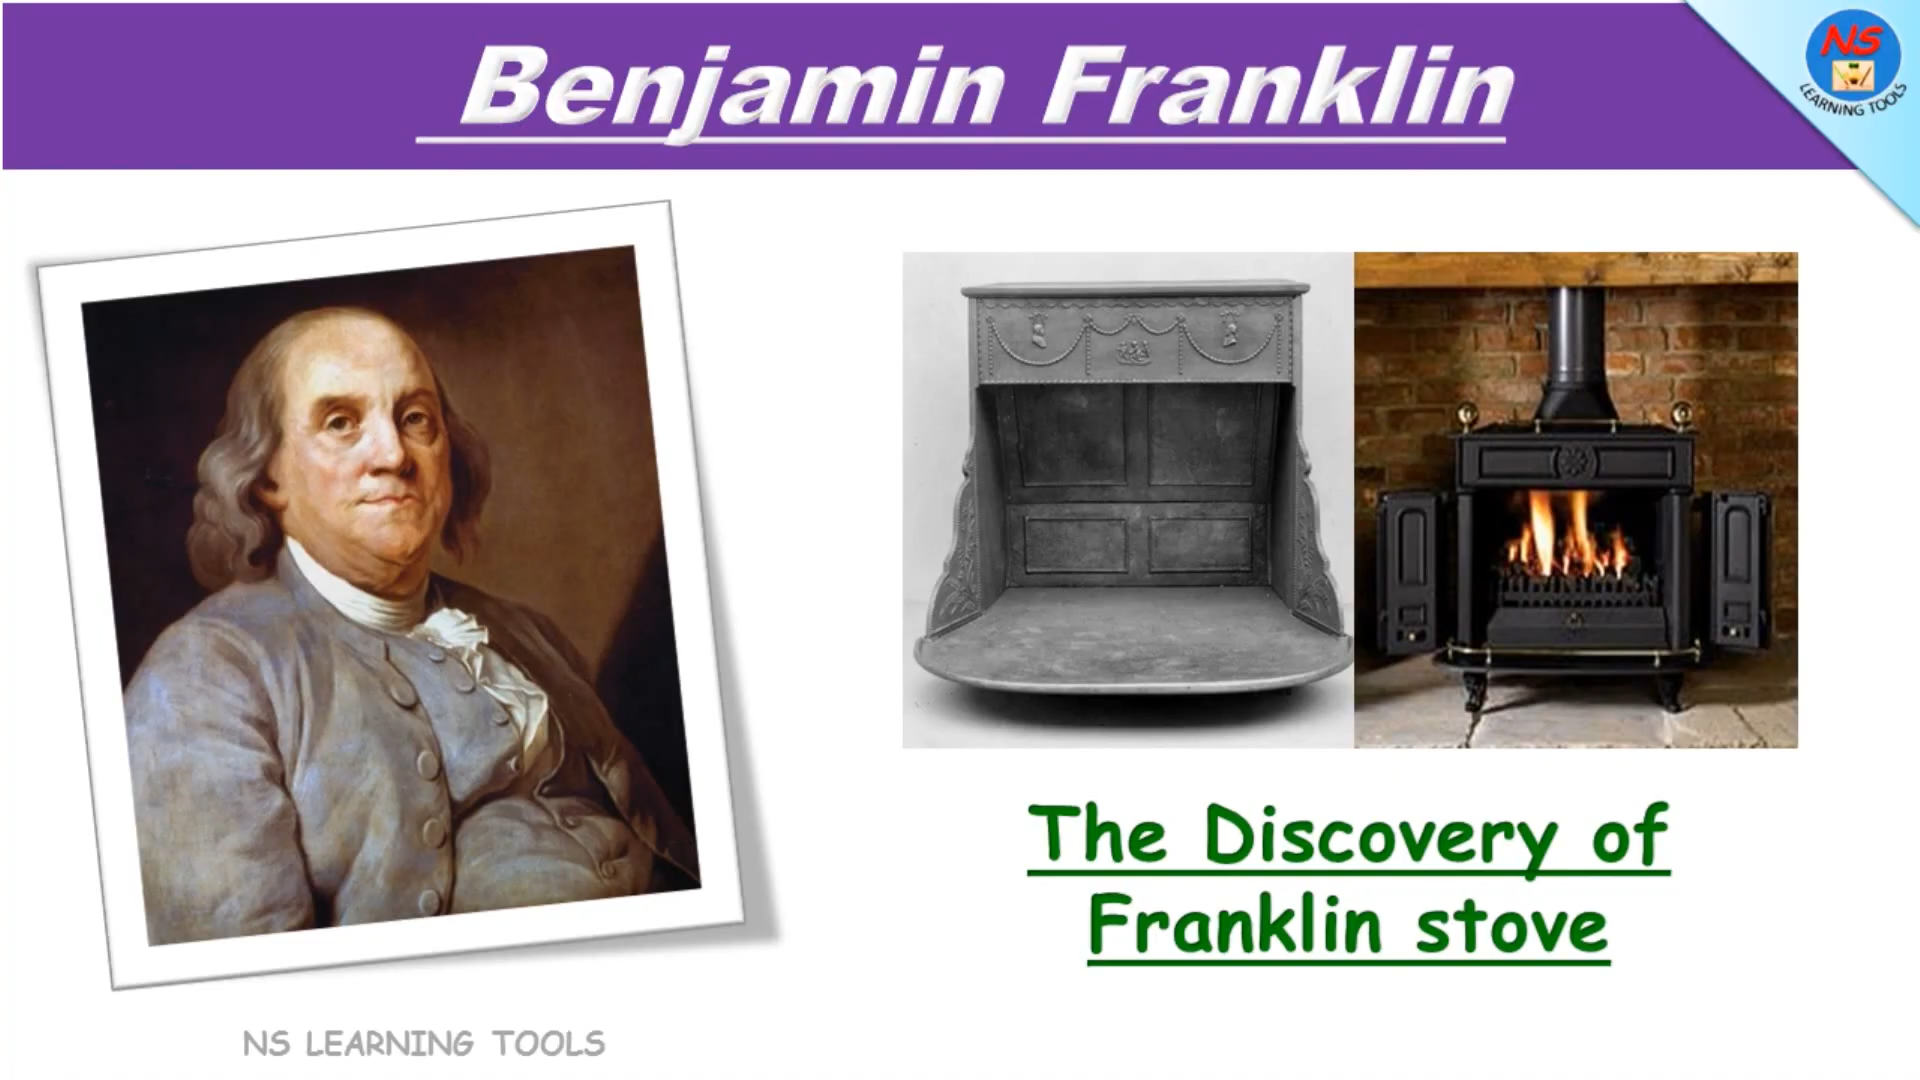 Benjamin Franklin
NS
LEARNING TOOLS
The Discovery of
Franklin stove
NS LEARNING TOOLS